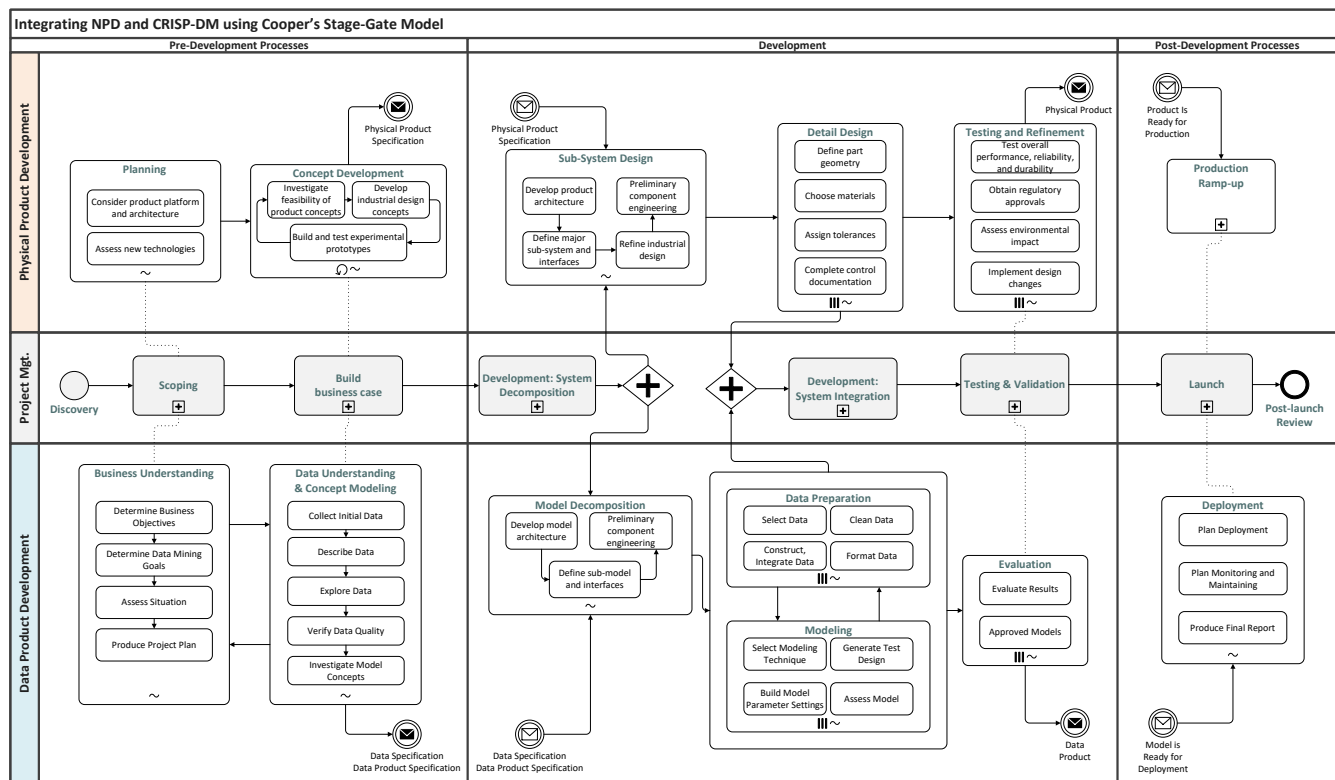 Integrating NPD and CRISP-DM using Cooper's Stage-Gate Model
Pre-Development Processes
Development
Post-Development Processes
Physical Product Development
Planning
Consider product platform
and architecture
Assess new technologies
Physical Product
Specification
Concept Development
Investigate
feasibility of
product concepts
Develop
industrial design
concepts
Build and test experimental
prototypes
Physical Product
Specification
Sub-System Design
Develop product
architecture
Preliminary
component
engineering
Define major
sub-system and
interfaces
Refine industrial
design
Detail Design
Define part
geometry
Choose materials
Assign tolerances
Complete control
documentation
Physical Product
Testing and Refinement
Test overall
performance, reliability,
and durability
Obtain regulatory
approvals
Assess environmental
impact
Implement design
changes
Product Is
Ready for
Production
Production
Ramp-up
Project Mgt.
Discovery
Scoping
Build
business case
Development: System
Decomposition
Development:
System Integration
Testing & Validation
Launch
Post-launch
Review
Data Product Development
Business Understanding
Determine Business
Objectives
Determine Data Mining
Goals
Assess Situation
Produce Project Plan
Data Understanding
& Concept Modeling
Collect Initial Data
Describe Data
Explore Data
Verify Data Quality
Investigate Model
Concepts
Data Specification
Data Product Specification
Model Decomposition
Develop model
architecture
Preliminary
component
engineering
Define sub-model
and interfaces
Data Specification
Data Product Specification
Data Preparation
Select Data
Clean Data
Construct,
Integrate Data
Format Data
Modeling
Select Modeling
Technique
Generate Test
Design
Build Model
Parameter Settings
Assess Model
Evaluation
Evaluate Results
Approved Models
Data
Product
Deployment
Plan Deployment
Plan Monitoring and
Maintaining
Produce Final Report
Model is
Ready for
Deployment